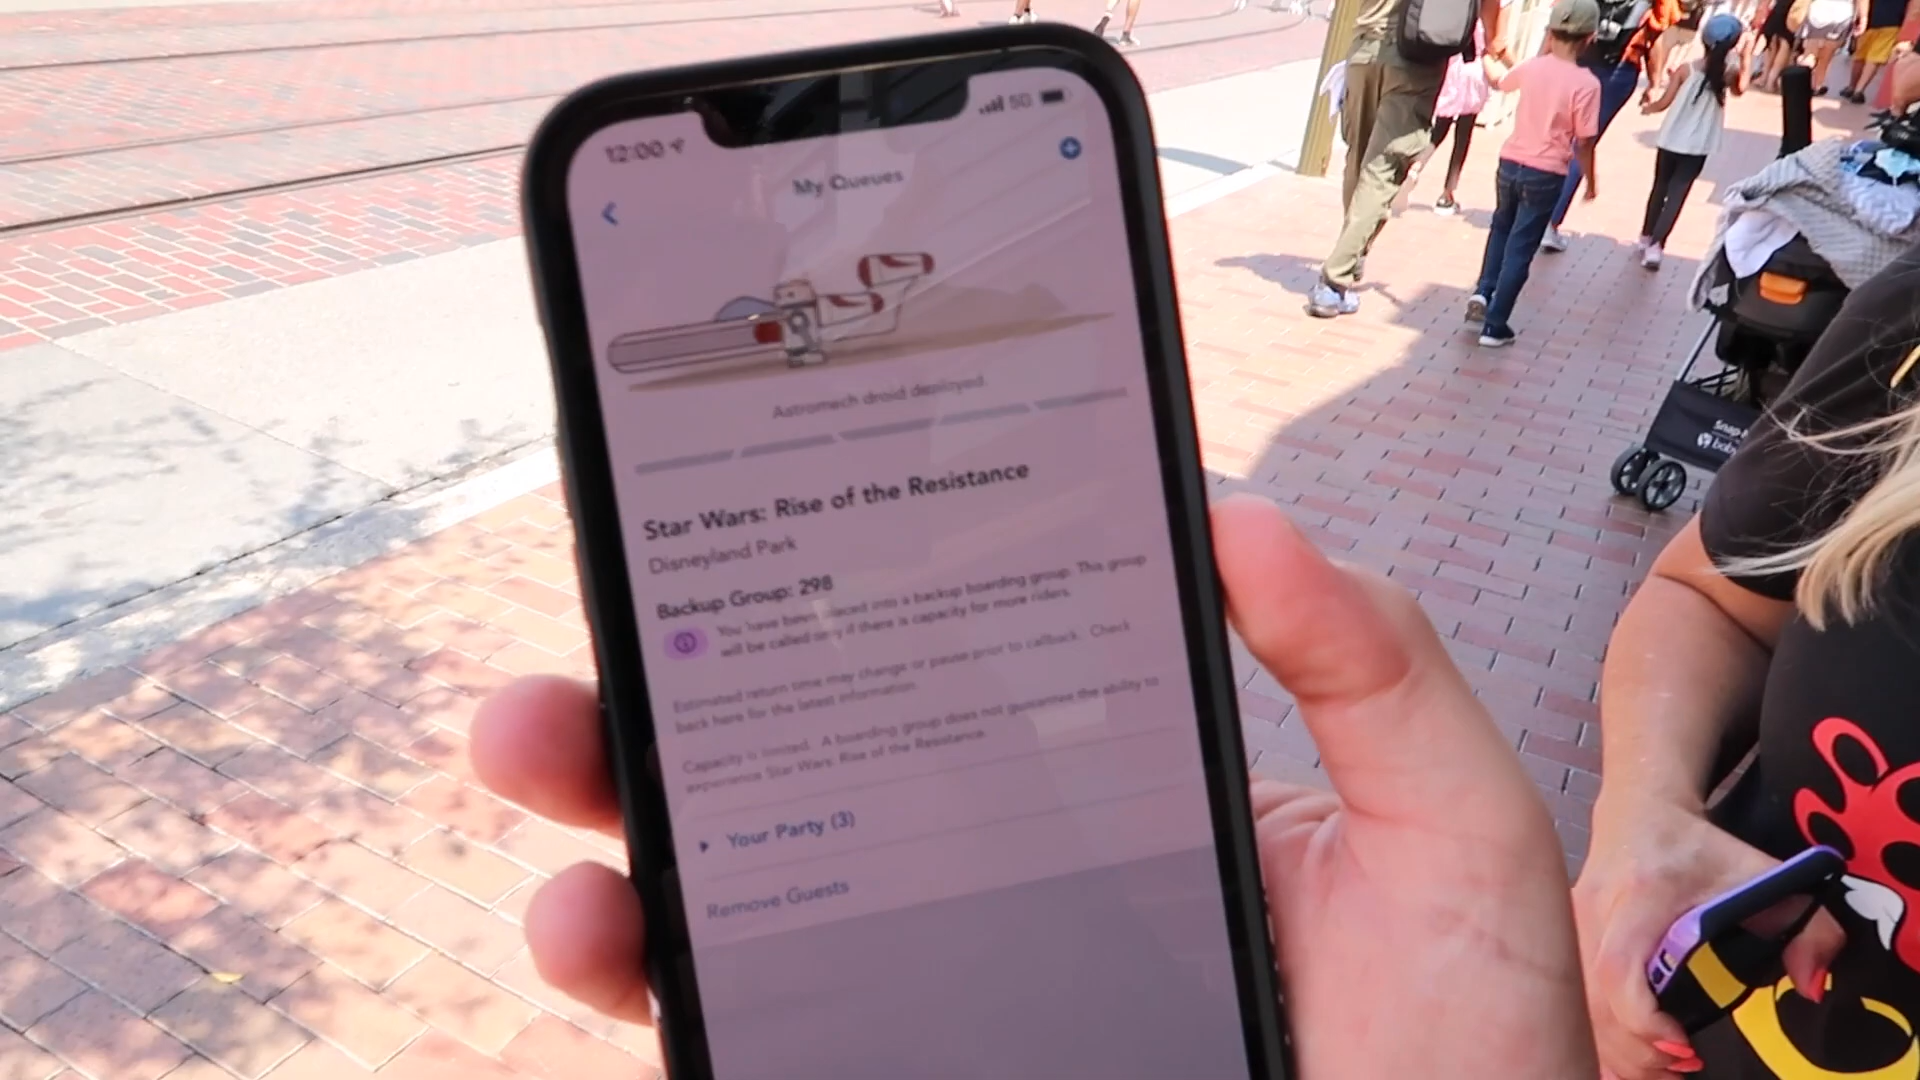 12:00
5G
My Queues
Astromech droid deployed.
Star Wars: Rise of the Resistance
Disneyland Park
Backup Group: 298
You have been placed into a backup boarding group. This group
will be called only if there is capacity for more riders.
Estimated return time may change or pause prior to callback. Check
back here for the latest information.
Capacity is limited. A boarding group does not guarantee the ability to
experience Star Wars: Rise of the Resistance.
Your Party (3)
Remove Guests
Snap-
baby